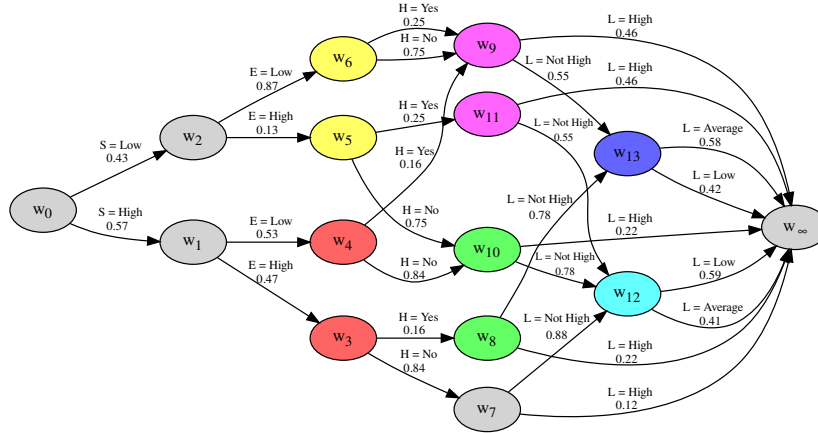 H = Yes
0.25
H = No
0.75
L = High
0.46
w6
w9
E = Low
0.87
L = Not High
0.55
L = High
0.46
w2
E = High
0.13
H = Yes
0.25
w11
L = Not High
0.55
S = Low
0.43
w5
H = Yes
0.16
w13
L = Average
0.58
L = Low
0.42
w0
S = High
0.57
L = Not High
0.78
H = No
0.75
L = High
0.22
w∞
w1
E = Low
0.53
w4
w10
E = High
0.47
H = No
0.84
L = Not High
0.78
L = Low
0.59
w12
L = Average
0.41
H = Yes
0.16
L = Not High
0.88
w3
w8
H = No
0.84
L = High
0.22
w7
L = High
0.12